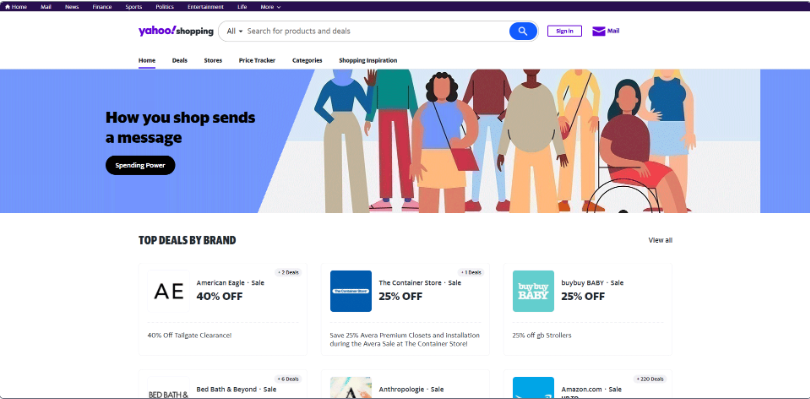 Home Mail News Finance Sports Politics Entertainment Life More
yahoo! shopping All Search for products and deals Sign In Mail
Home Deals Stores Price Tracker Categories Shopping Inspiration
How you shop sends
a message
Spending Power
TOP DEALS BY BRAND View all
+ 2 Deals
AE
American Eagle · Sale
40% OFF
40% Off Tailgate Clearance!
+ 1 Deals
The Container Store
The Container Store · Sale
25% OFF
Save 25% Avera Premium Closets and Installation
during the Avera Sale at The Container Store!
buybuy
BABY
buybuy BABY · Sale
25% OFF
25% off gb Strollers
+ 6 Deals
BED BATH &
Bed Bath & Beyond · Sale
A
Anthropologie · Sale
+ 220 Deals
Amazon.com · Sale
UP TO